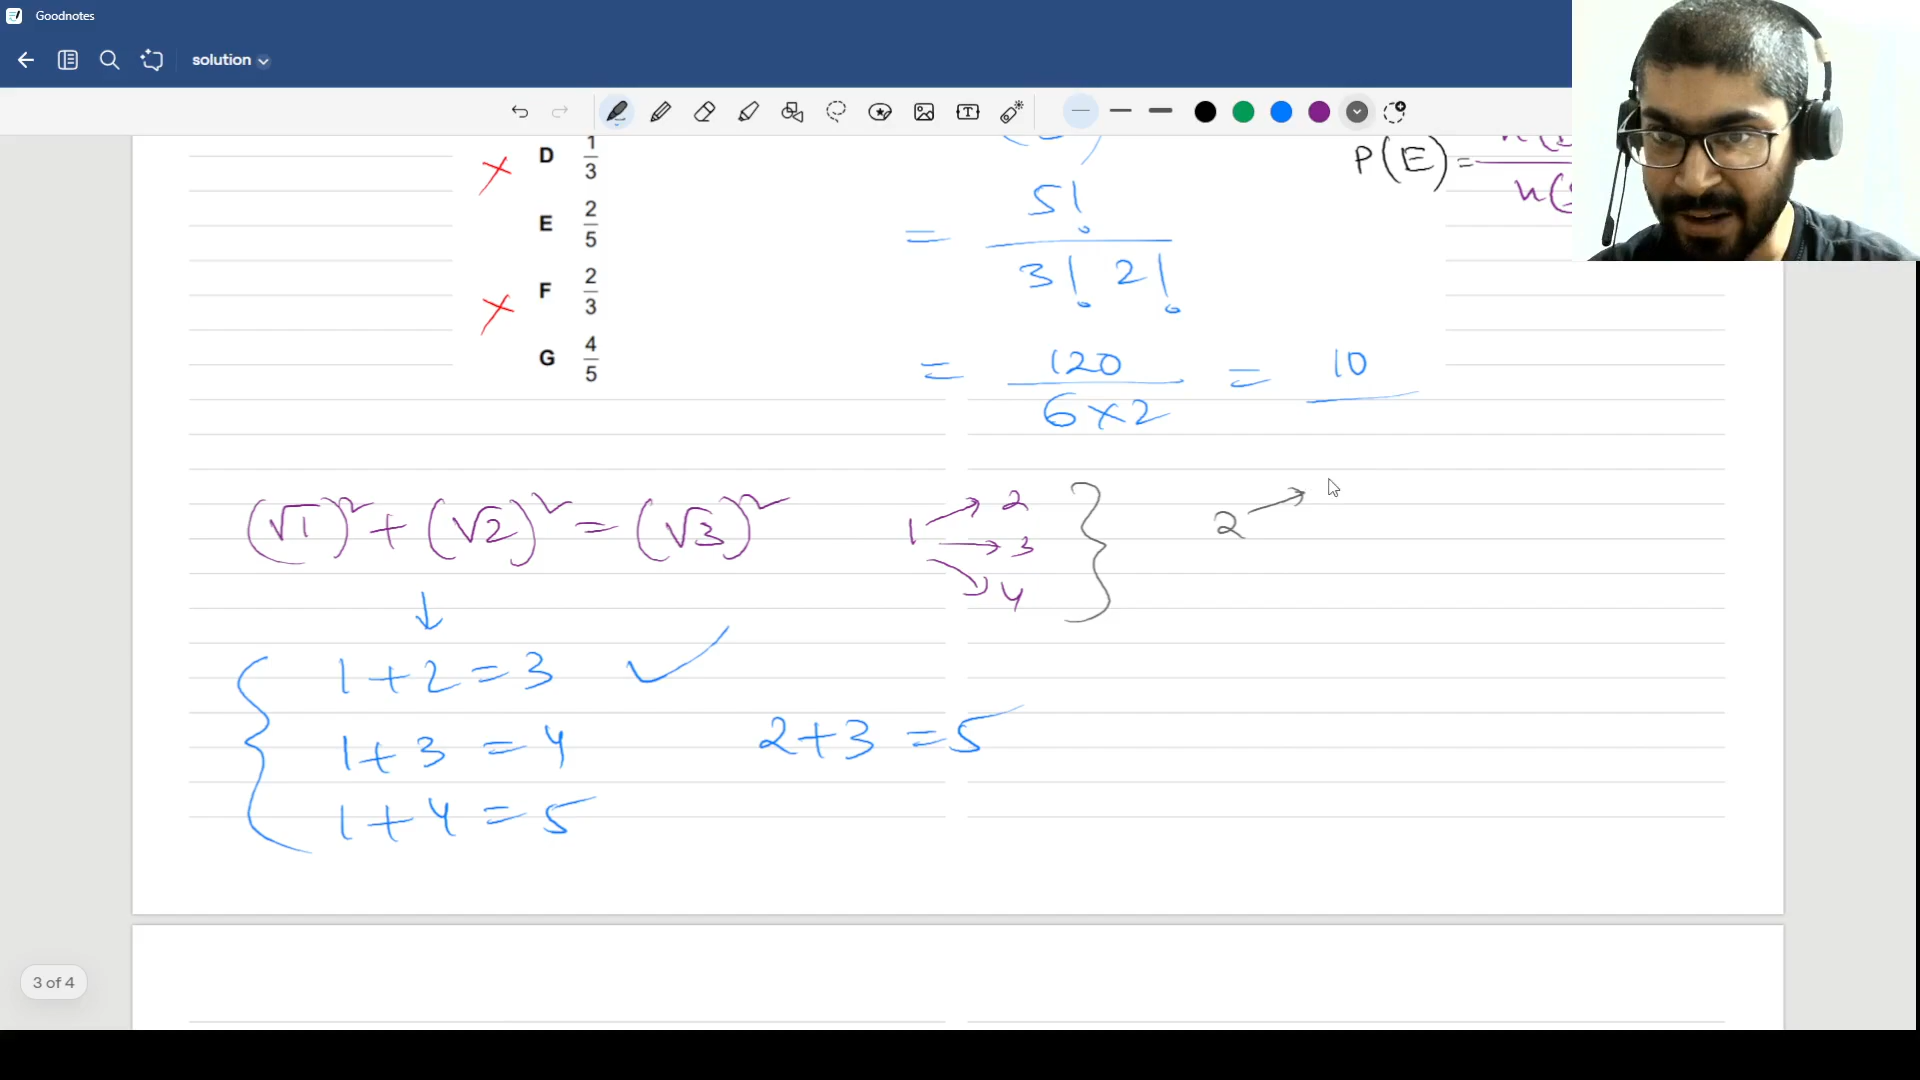 Goodnotes
solution
D 1/3
E 2/5
F 2/3
G 4/5
P(E) =
= 5! / 3! 2!
= 120 / 6 × 2 = 10
(√1)² + (√2)² = (√3)²
1 → 2
→ 3
→ 4
2 →
1 + 2 = 3 ✓
1 + 3 = 4
1 + 4 = 5
2 + 3 = 5
3 of 4